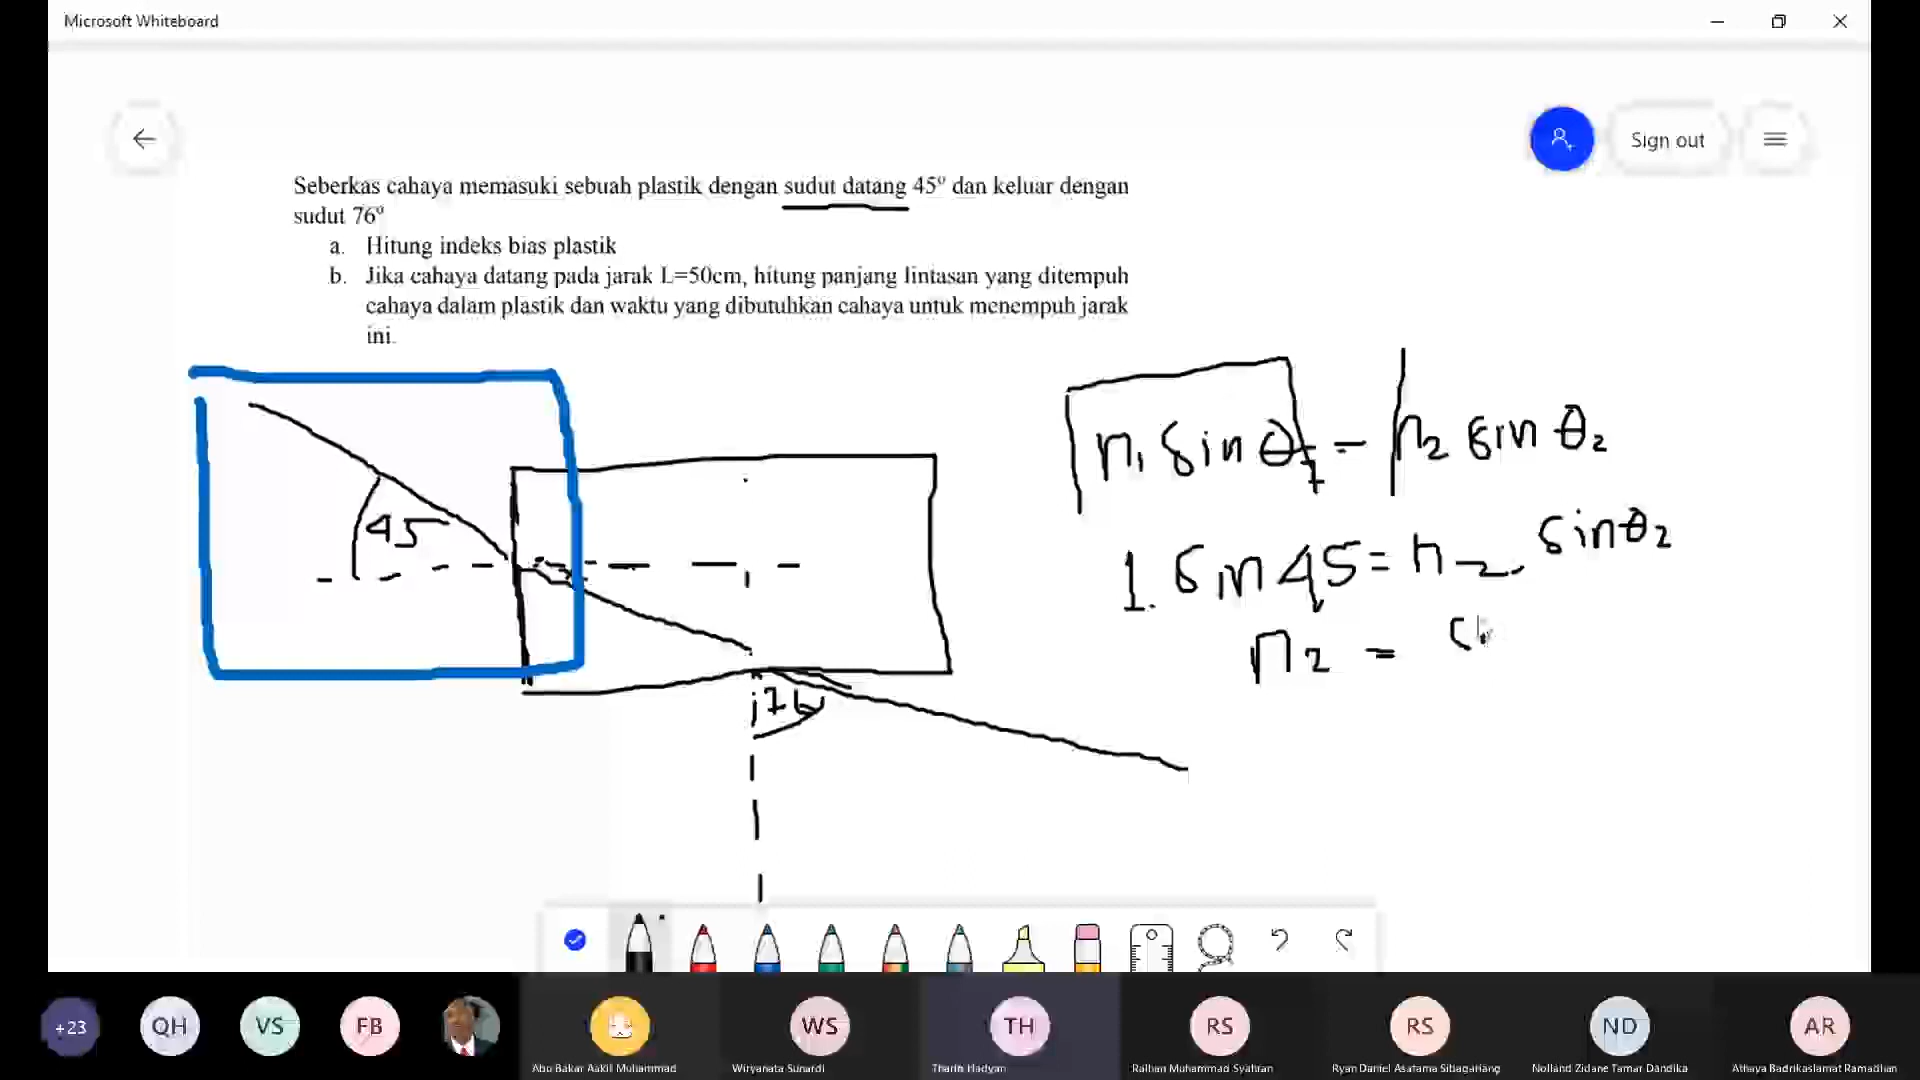 Microsoft Whiteboard
Sign out
Seberkas cahaya memasuki sebuah plastik dengan sudut datang 45° dan keluar dengan
sudut 76°
a. Hitung indeks bias plastik
b. Jika cahaya datang pada jarak L=50cm, hitung panjang lintasan yang ditempuh
cahaya dalam plastik dan waktu yang dibutuhkan cahaya untuk menempuh jarak
ini.
45
76
n₁ sin θ₁ = n₂ sin θ₂
1. sin 45 = n₂. sin θ₂
n₂ =
+23
QH
VS
FB
WS
TH
RS
RS
ND
AR
Abu Bakar Aakil Muhammad
Wiryanata Sunardi
Tharin Hadyan
Raihan Muhammad Syahran
Ryan Daniel Asatama Sibagariang
Nolland Zidane Tamar Dandika
Athaya Badrikaslamat Ramadhan